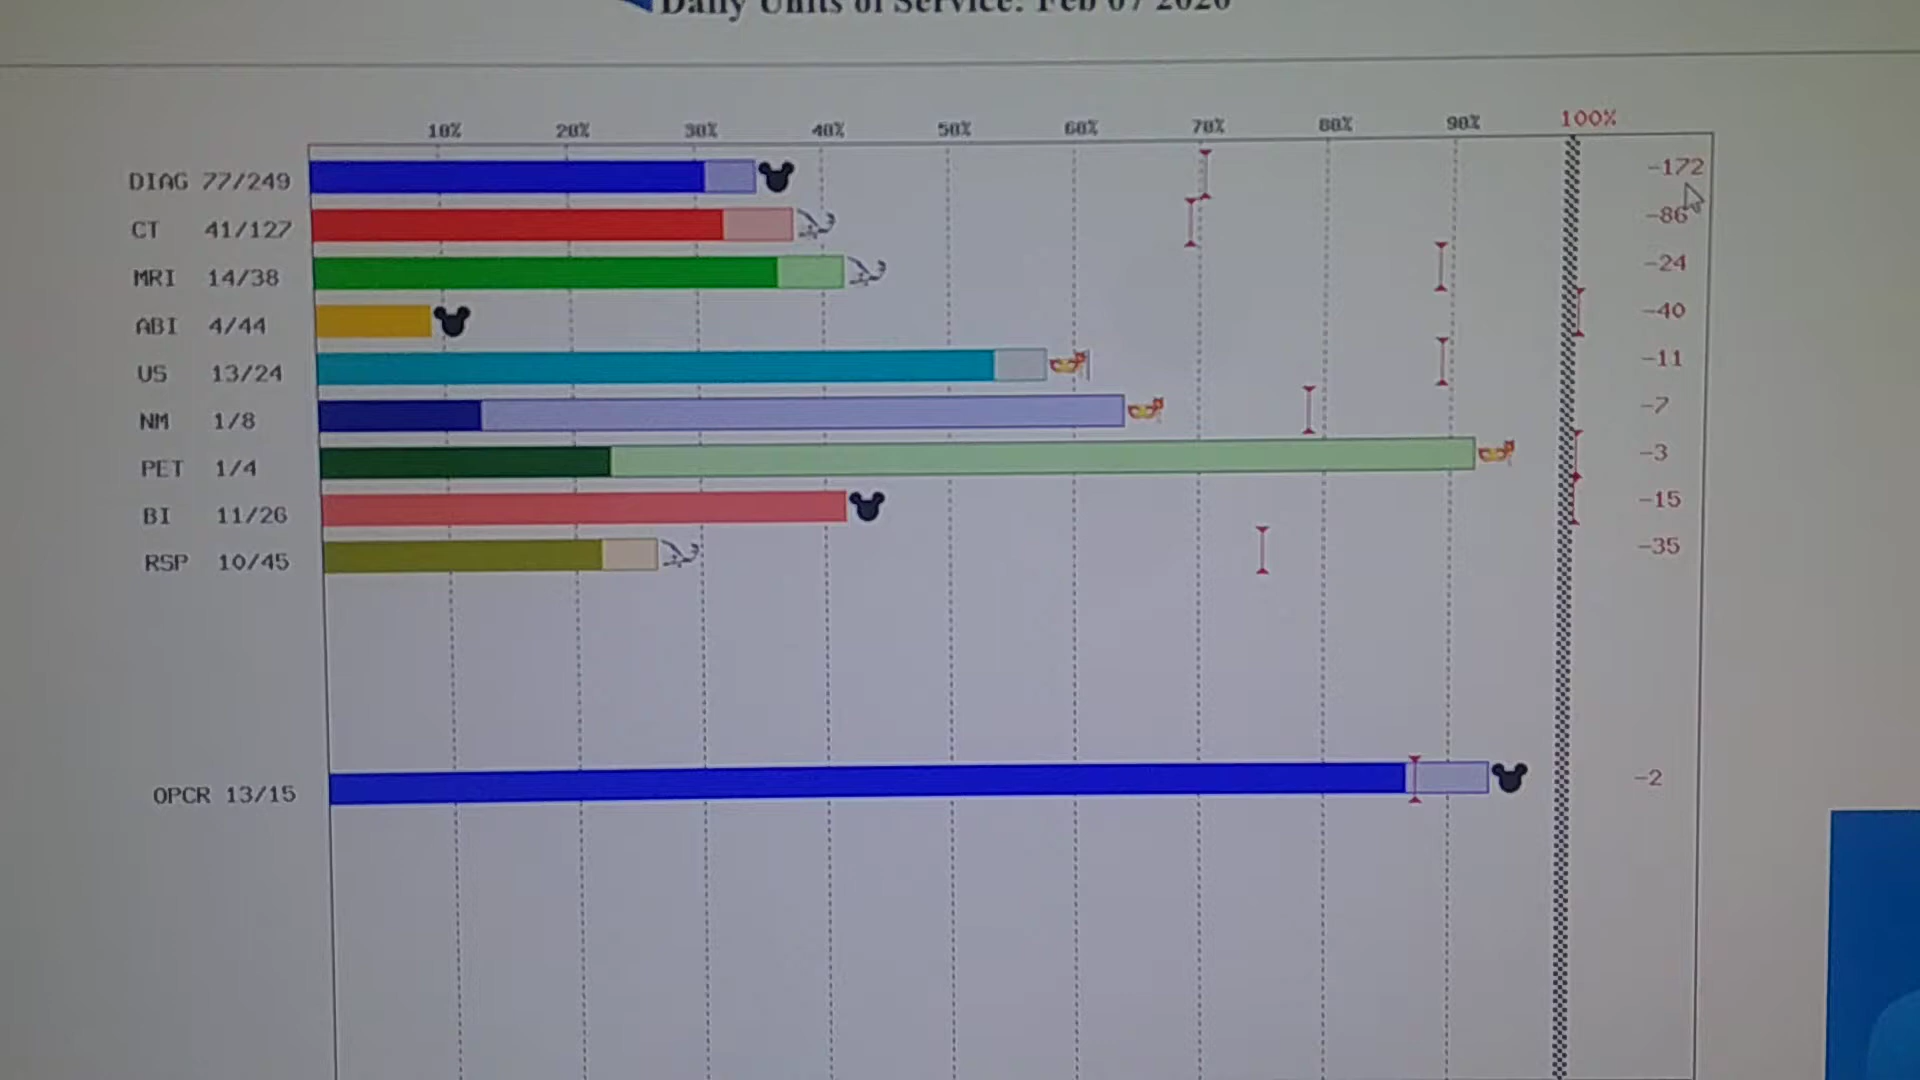 Daily Units of Service: Feb 07 2020
10% 20% 30% 40% 50% 60% 70% 80% 90% 100%
DIAG 77/249 -172
CT 41/127 -86
MRI 14/38 -24
ABI 4/44 -40
US 13/24 -11
NM 1/8 -7
PET 1/4 -3
BI 11/26 -15
RSP 10/45 -35
OPCR 13/15 -2